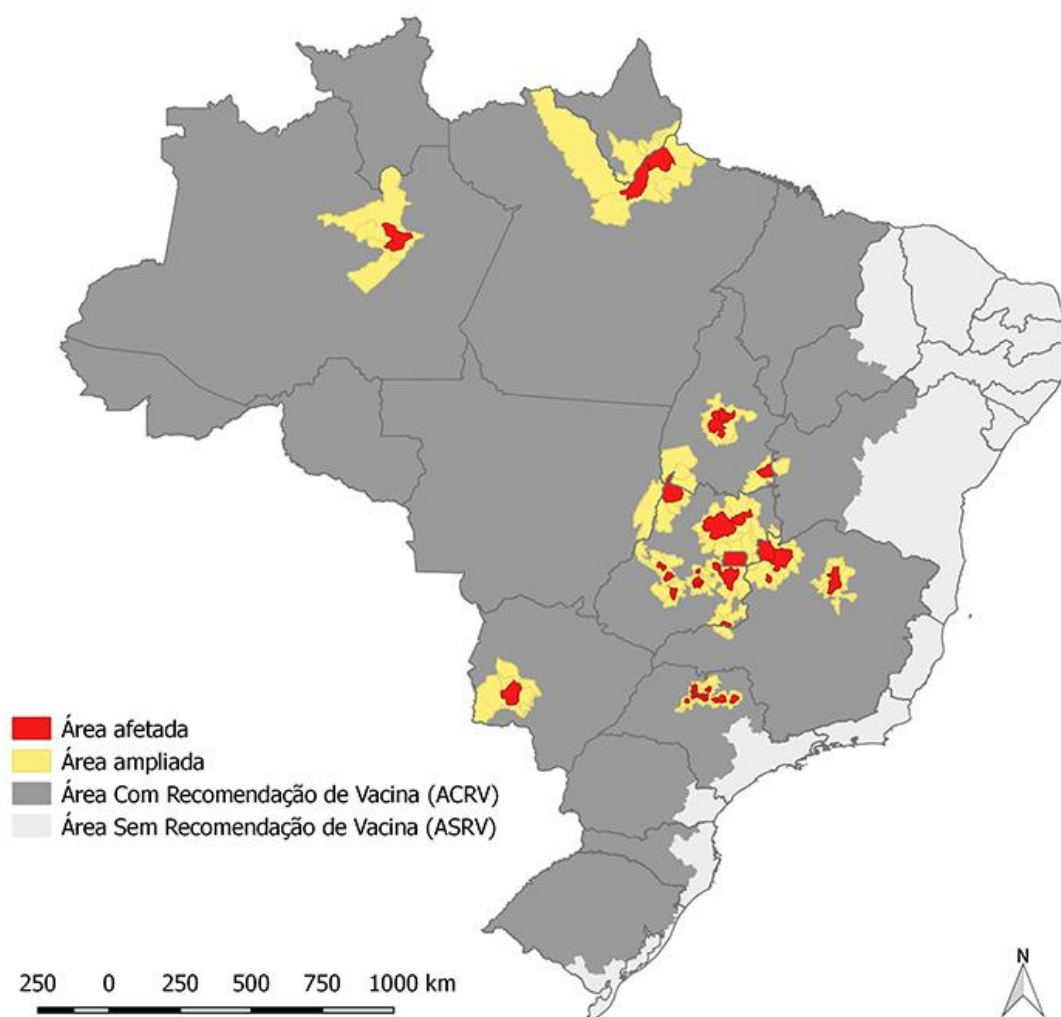 Área afetada
Área ampliada
Área Com Recomendação de Vacina (ACRV)
Área Sem Recomendação de Vacina (ASRV)
250 0 250 500 750 1000 km
N